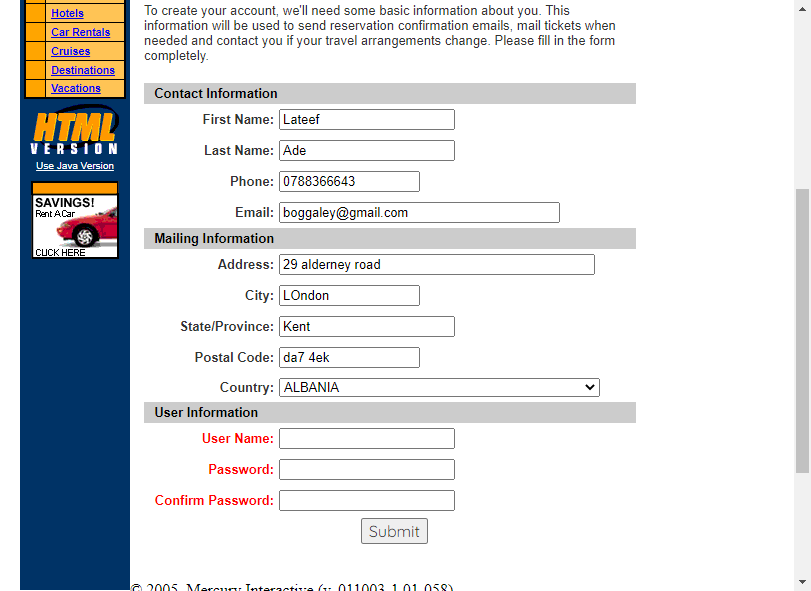 Hotels
Car Rentals
Cruises
Destinations
Vacations
HTML
VERSION
Use Java Version
SAVINGS!
Rent A Car
CLICK HERE
To create your account, we'll need some basic information about you. This
information will be used to send reservation confirmation emails, mail tickets when
needed and contact you if your travel arrangements change. Please fill in the form
completely.
Contact Information
First Name: Lateef
Last Name: Ade
Phone: 0788366643
Email: boggaley@gmail.com
Mailing Information
Address: 29 alderney road
City: LOndon
State/Province: Kent
Postal Code: da7 4ek
Country: ALBANIA
User Information
User Name:
Password:
Confirm Password:
Submit
© 2005, Mercury Interactive (v. 011003-1.01-058)